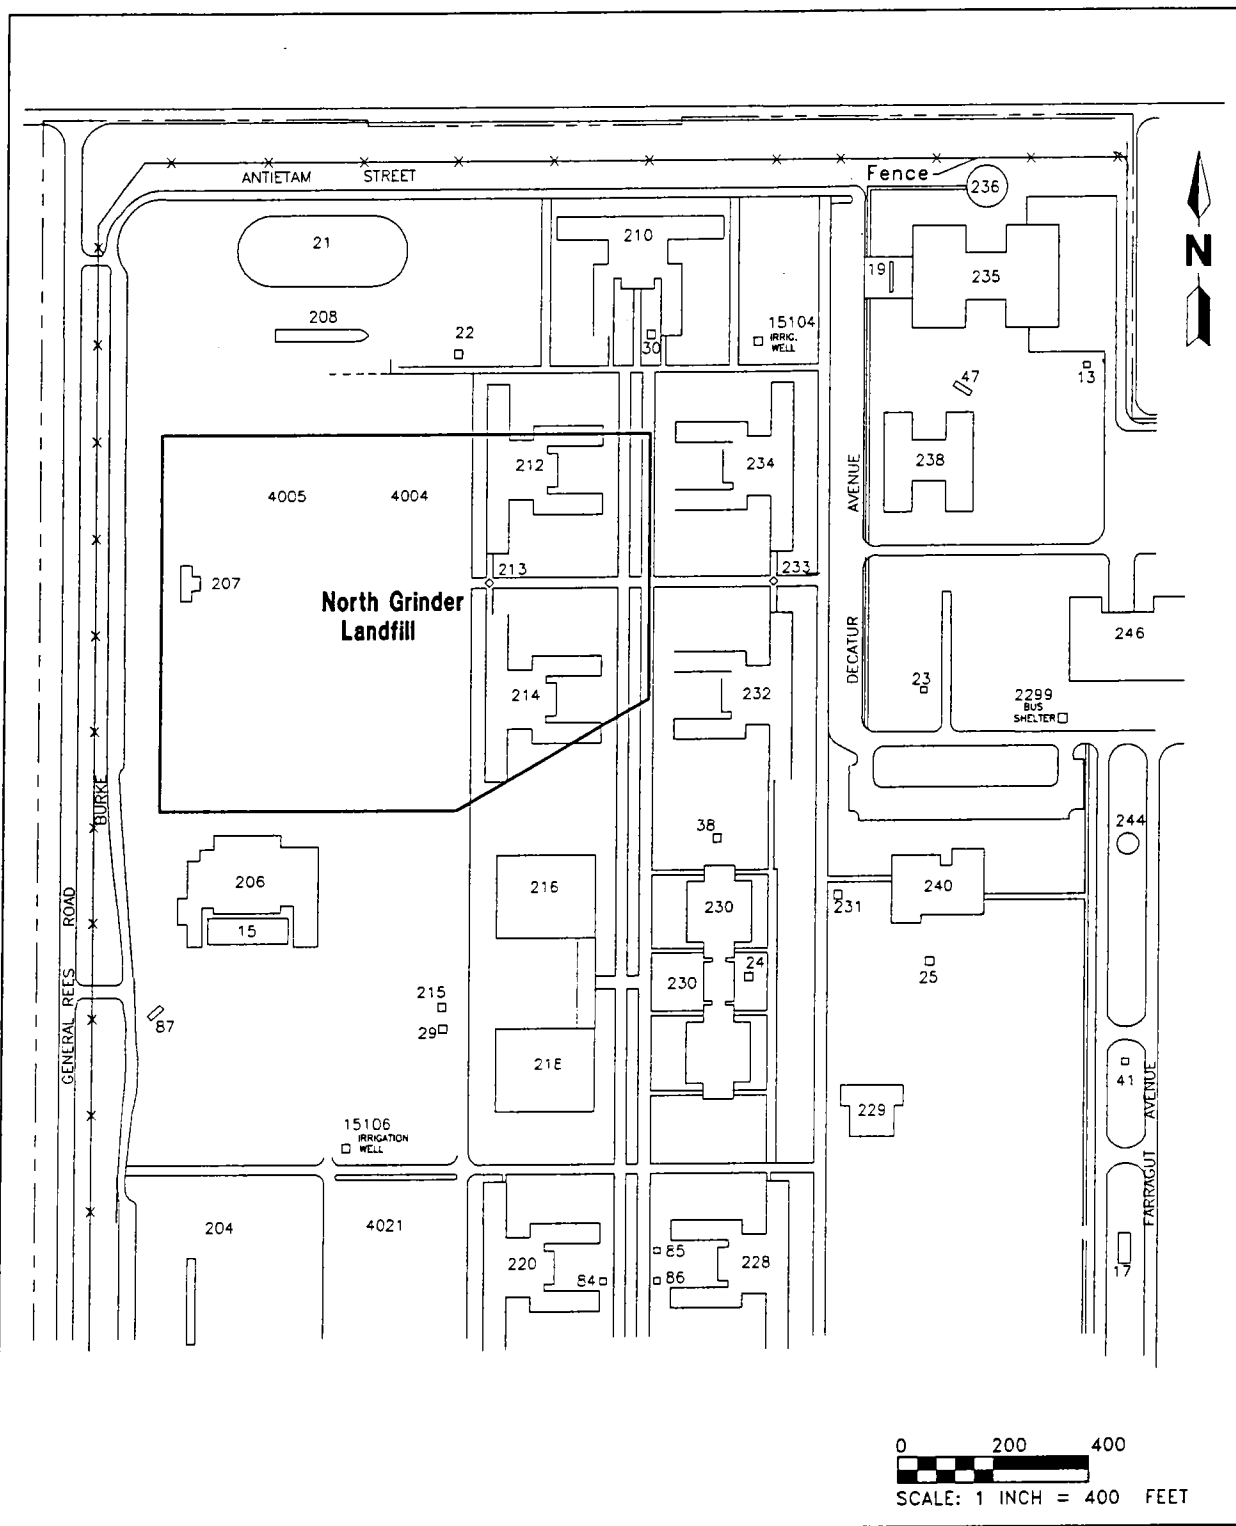 ANTIETAM STREET
Fence
236
21
210
19
235
N
208
22
30
15104
IRRIG.
WELL
47
13
212
234
238
AVENUE
4005
4004
213
233
207
North Grinder
Landfill
DECATUR
246
214
232
23
2299
BUS
SHELTER
BURKE
38
244
206
216
230
240
231
15
ROAD
24
230
25
GENERAL REES
215
87
29
218
41
229
FARRAGUT AVENUE
15106
IRRIGATION
WELL
204
4021
220
85
84
86
228
17
0 200 400
SCALE: 1 INCH = 400 FEET